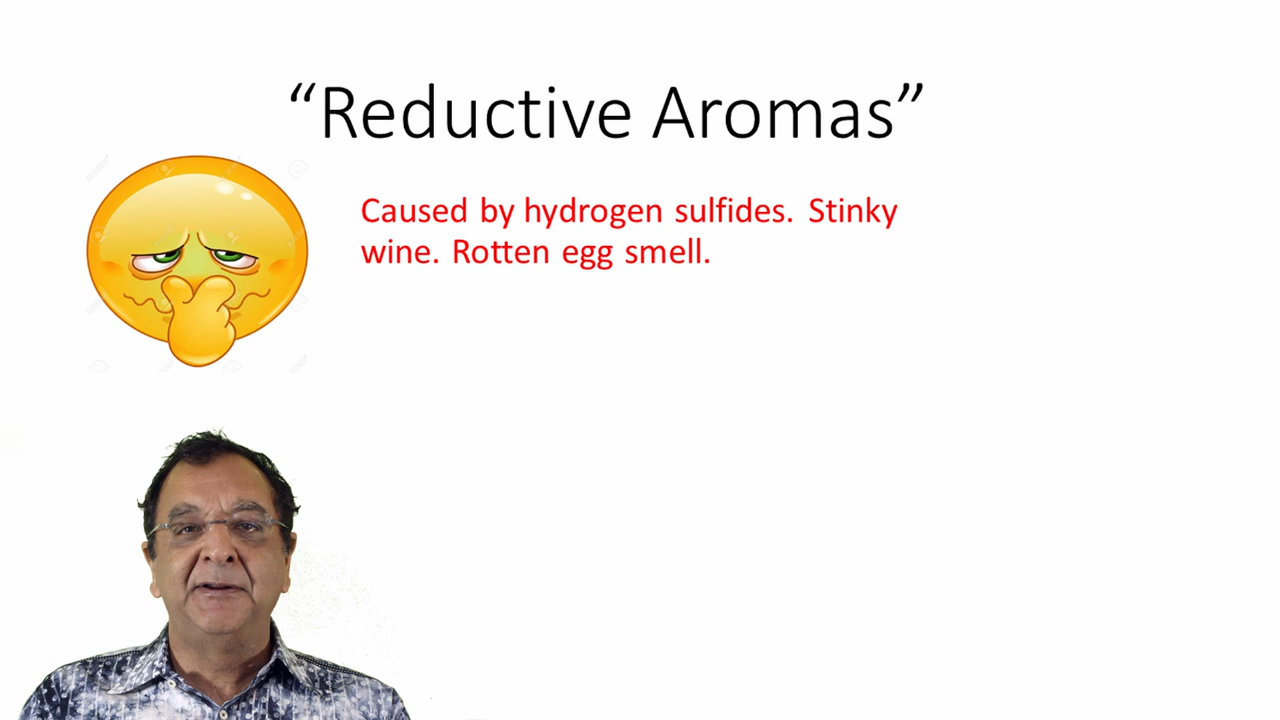 “Reductive Aromas”
Caused by hydrogen sulfides. Stinky
wine. Rotten egg smell.